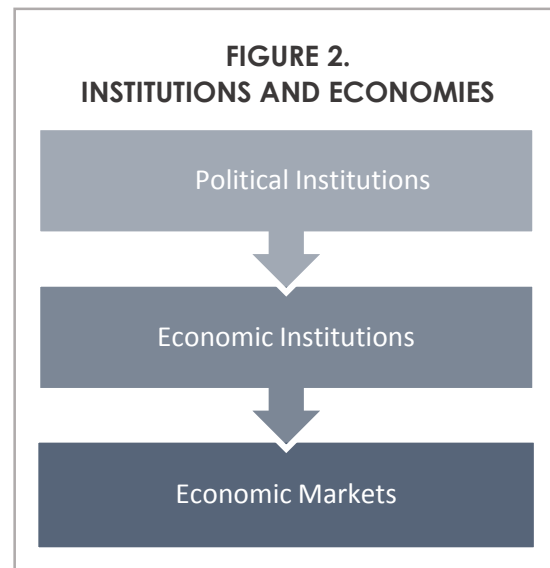 FIGURE 2.
INSTITUTIONS AND ECONOMIES
Political Institutions
Economic Institutions
Economic Markets